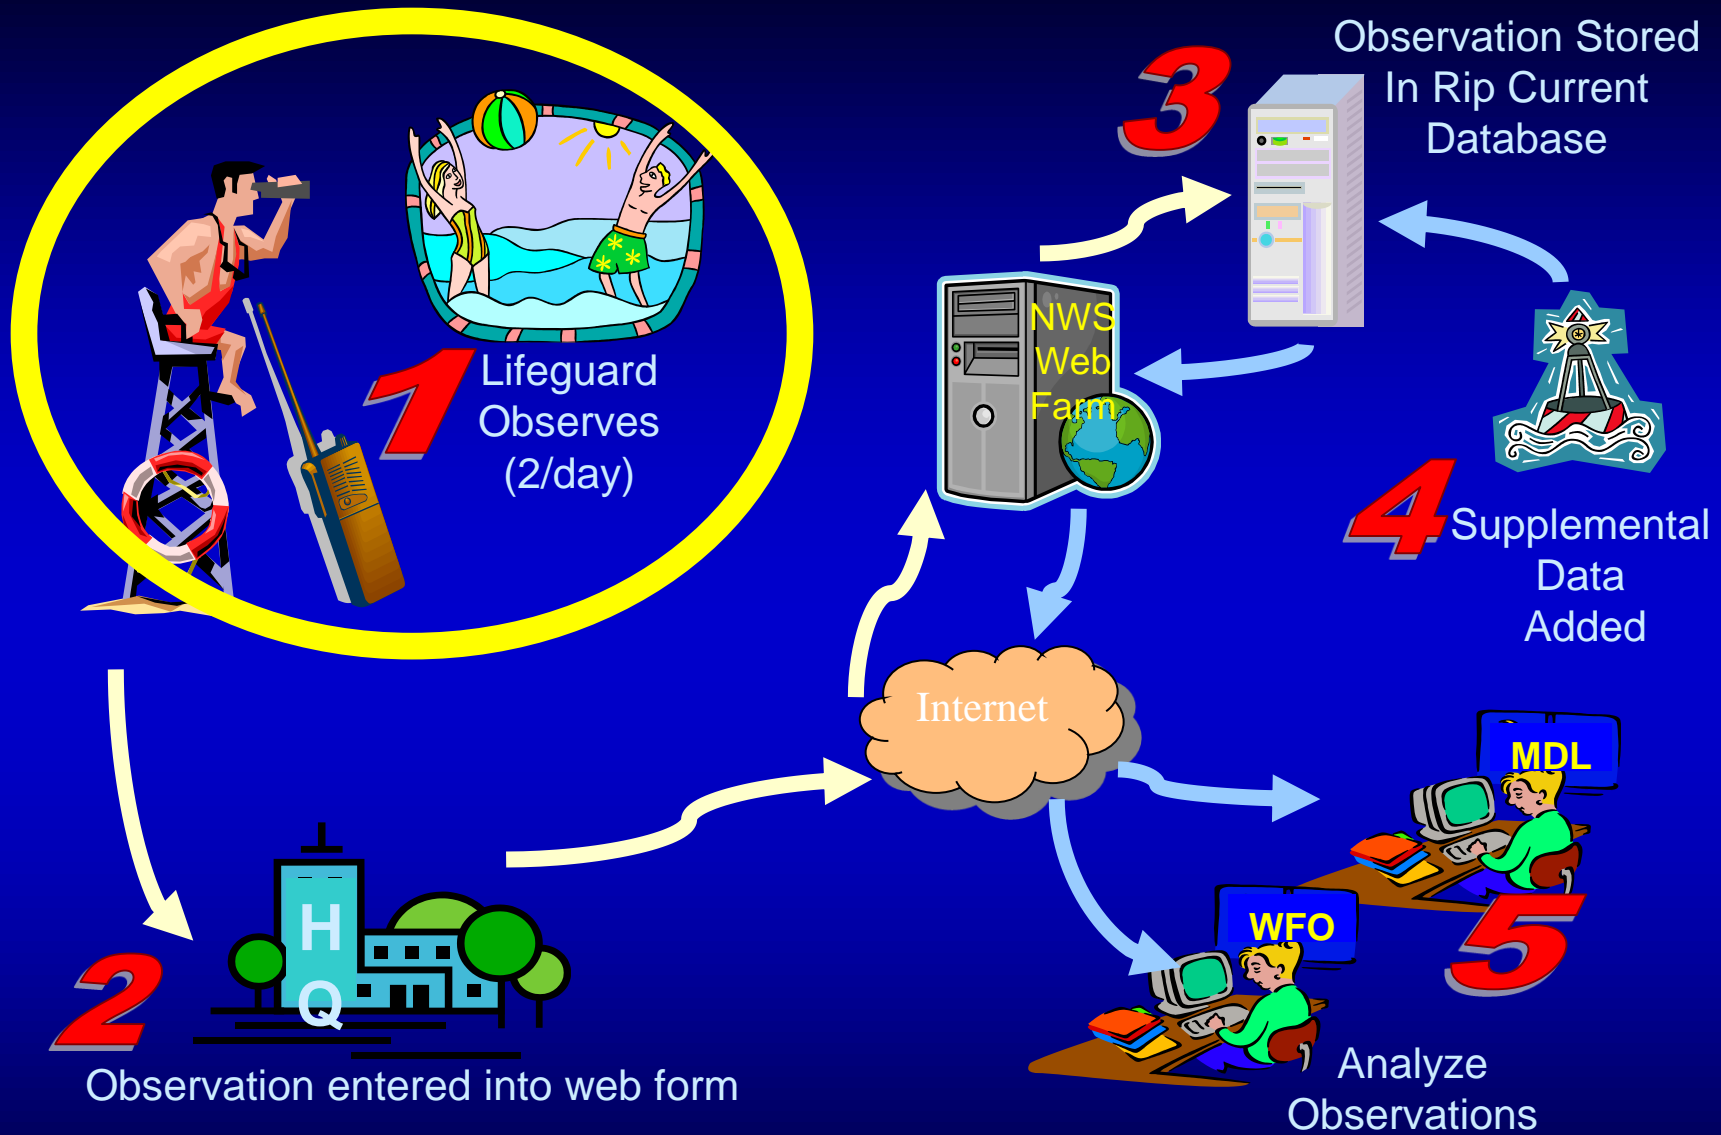 1
Lifeguard
Observes
(2/day)
2
H
Q
Observation entered into web form
3
Observation Stored
In Rip Current
Database
NWS
Web
Farm
Internet
4
Supplemental
Data
Added
MDL
WFO
5
Analyze
Observations